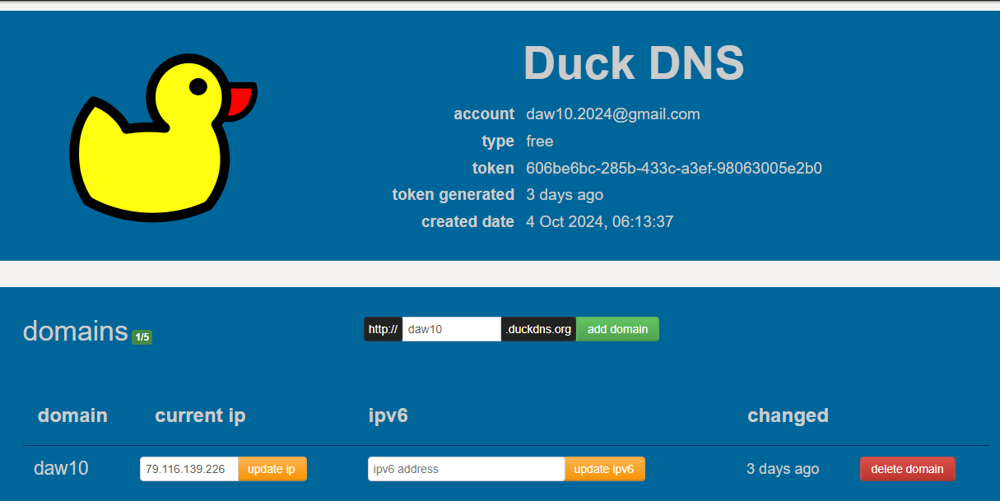 Duck DNS
account daw10.2024@gmail.com
type free
token 606be6bc-285b-433c-a3ef-98063005e2b0
token generated 3 days ago
created date 4 Oct 2024, 06:13:37
domains 1/5 http:// daw10 .duckdns.org add domain
domain current ip ipv6 changed
daw10 79.116.139.226 update ip ipv6 address update ipv6 3 days ago delete domain